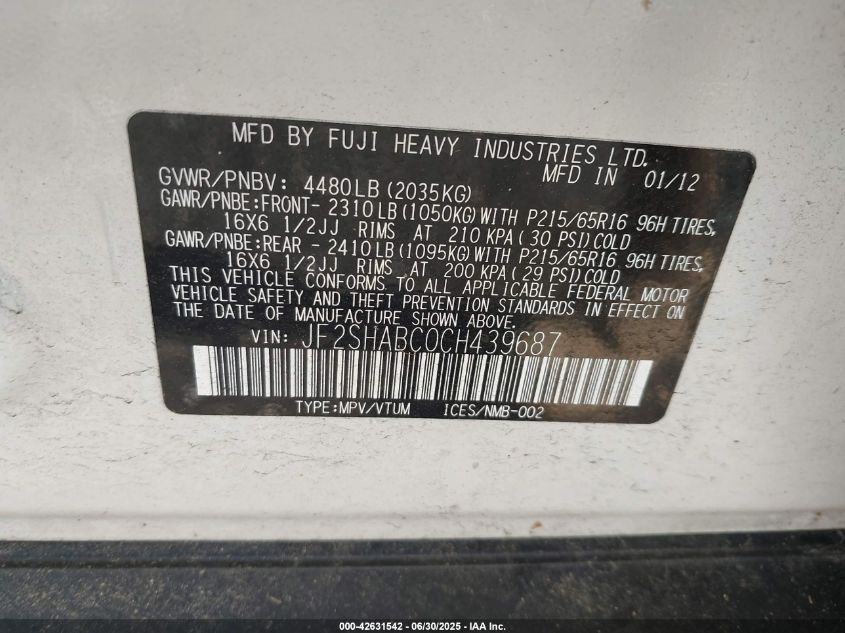 MFD BY FUJI HEAVY INDUSTRIES LTD.
MFD IN 01/12
GVWR/PNBV: 4480LB(2035KG)
GAWR/PNBE:FRONT- 2310LB(1050KG)WITH P215/65R16 96H TIRES,
16X6 1/2JJ RIMS AT 210 KPA(30 PSI)COLD
GAWR/PNBE:REAR - 2410LB(1095KG)WITH P215/65R16 96H TIRES,
16X6 1/2JJ RIMS AT 200 KPA(29 PSI)COLD
THIS VEHICLE CONFORMS TO ALL APPLICABLE FEDERAL MOTOR
VEHICLE SAFETY AND THEFT PREVENTION STANDARDS IN EFFECT ON
THE DATE OF MANUFACTURE SHOWN ABOVE.
VIN: JF2SHABC0CH439687
TYPE:MPV/VTUM ICES/NMB-002
000-42631542 - 06/30/2025 - IAA Inc.